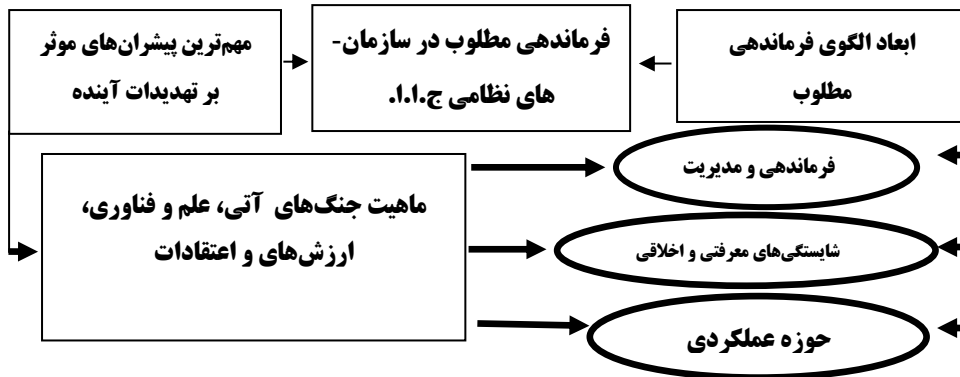 ابعاد الگوی فرماندهی
مطلوب
فرماندهی مطلوب در سازمان-
های نظامی ج.ا.ا.
مهم‌ترین پیشران‌های موثر
بر تهدیدات آینده
فرماندهی و مدیریت
شایستگی‌های معرفتی و اخلاقی
حوزه عملکردی
ماهیت جنگ‌های آتی، علم و فناوری،
ارزش‌های و اعتقادات